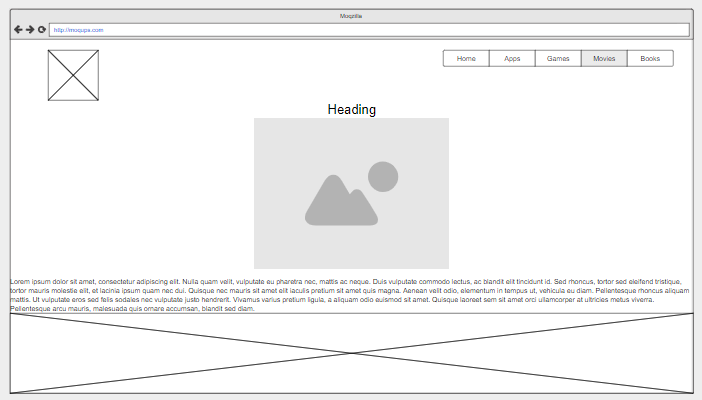 Moqzilla
http://moqups.com
Home Apps Games Movies Books
Heading
Lorem ipsum dolor sit amet, consectetur adipiscing elit. Nulla quam velit, vulputate eu pharetra nec, mattis ac neque. Duis vulputate commodo lectus, ac blandit elit tincidunt id. Sed rhoncus, tortor sed eleifend tristique,
tortor mauris molestie elit, et lacinia ipsum quam nec dui. Quisque nec mauris sit amet elit iaculis pretium sit amet quis magna. Aenean velit odio, elementum in tempus ut, vehicula eu diam. Pellentesque rhoncus aliquam
mattis. Ut vulputate eros sed felis sodales nec vulputate justo hendrerit. Vivamus varius pretium ligula, a aliquam odio euismod sit amet. Quisque laoreet sem sit amet orci ullamcorper at ultricies metus viverra.
Pellentesque arcu mauris, malesuada quis ornare accumsan, blandit sed diam.